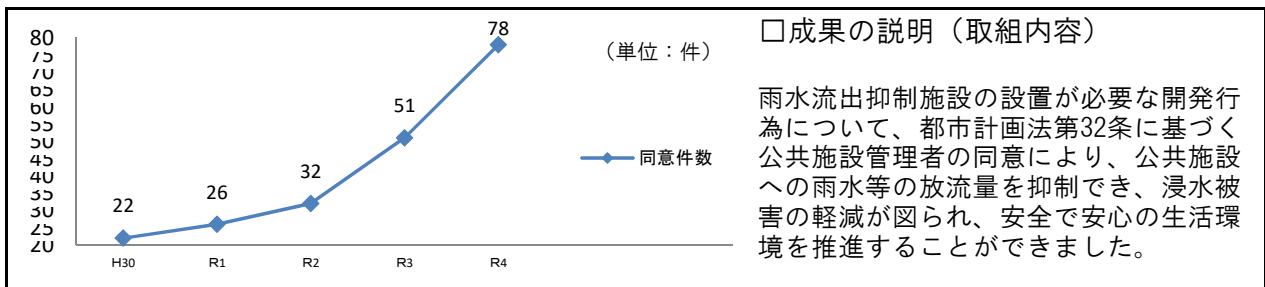 80
75
70
65
60
55
50
45
40
35
30
25
20
22
26
32
51
78
H30
R1
R2
R3
R4
（単位：件）
同意件数
□成果の説明（取組内容）
雨水流出抑制施設の設置が必要な開発行
為について、都市計画法第32条に基づく
公共施設管理者の同意により、公共施設
への雨水等の放流量を抑制でき、浸水被
害の軽減が図られ、安全で安心の生活環
境を推進することができました。